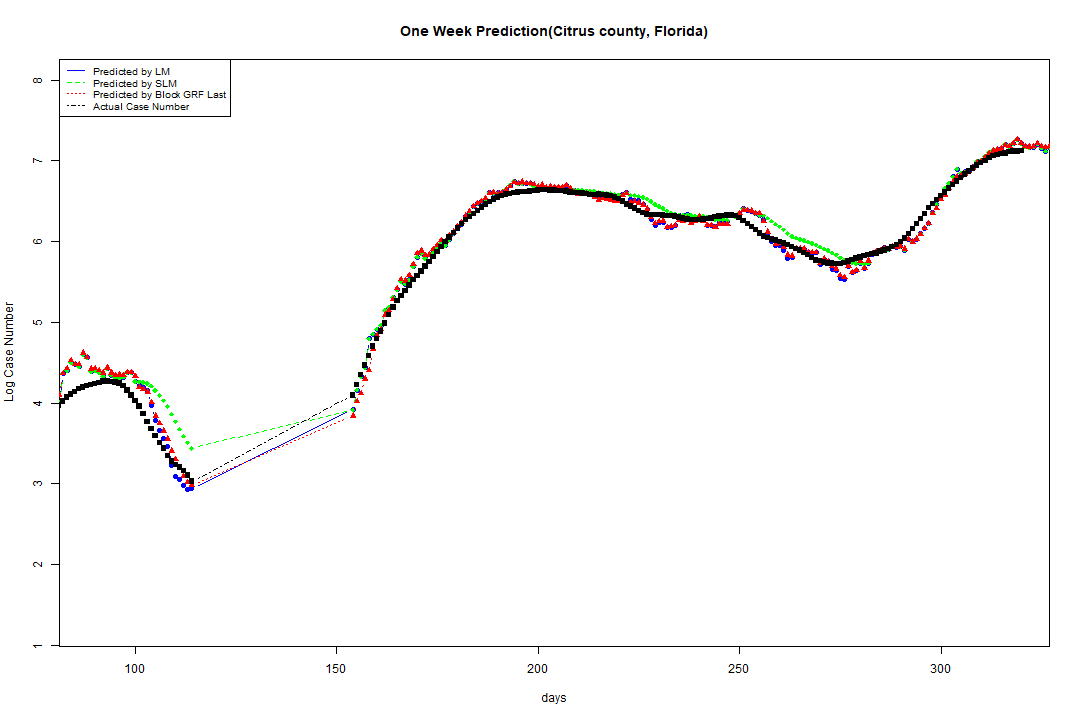 One Week Prediction(Citrus county, Florida)
Predicted by LM
Predicted by SLM
Predicted by Block GRF Last
Actual Case Number
Log Case Number
8
7
6
5
4
3
2
1
100 150 200 250 300
days